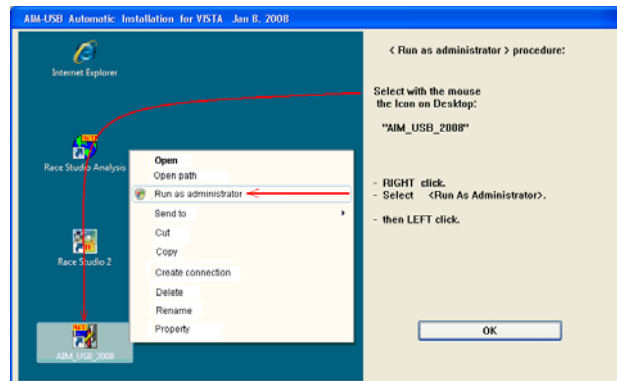 AIM-USB Automatic Installation for VISTA Jan 8. 2008
Internet Explorer
Race Studio Analysis
Race Studio 2
AIM_USB_2008
Open
Open path
Run as administrator
Send to
Cut
Copy
Create connection
Delete
Rename
Property
< Run as administrator > procedure:
Select with the mouse
the Icon on Desktop:
"AIM_USB_2008"
- RIGHT click.
- Select <Run As Administrator>.
- then LEFT click.
OK